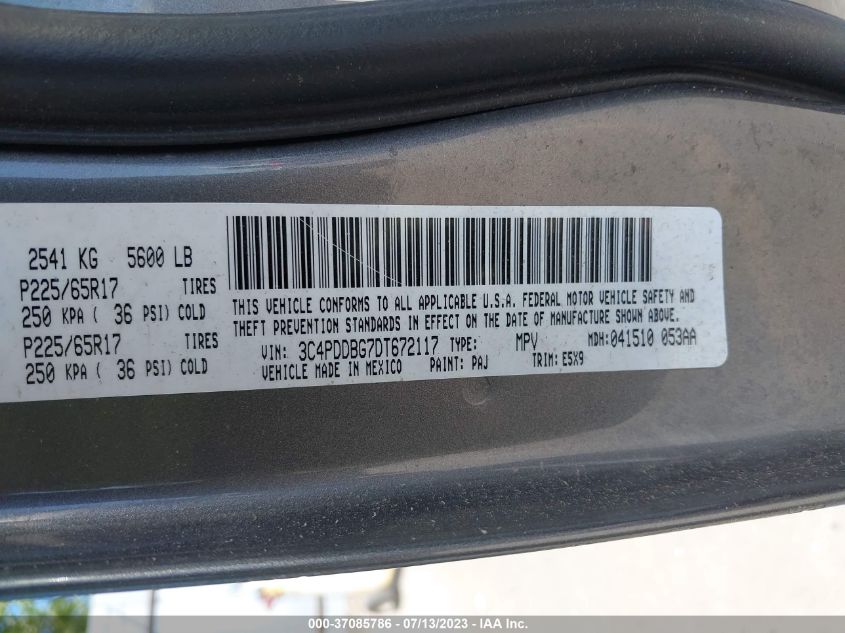 2541 KG 5600 LB
P225/65R17 TIRES
250 KPA ( 36 PSI) COLD
P225/65R17 TIRES
250 KPA ( 36 PSI) COLD
THIS VEHICLE CONFORMS TO ALL APPLICABLE U.S.A. FEDERAL MOTOR VEHICLE SAFETY AND
THEFT PREVENTION STANDARDS IN EFFECT ON THE DATE OF MANUFACTURE SHOWN ABOVE.
VIN: 3C4PDDBG7DT672117 TYPE: MPV MDH:041510 053AA
VEHICLE MADE IN MEXICO PAINT: PAJ TRIM: E5X9
000-37085786 - 07/13/2023 - IAA Inc.